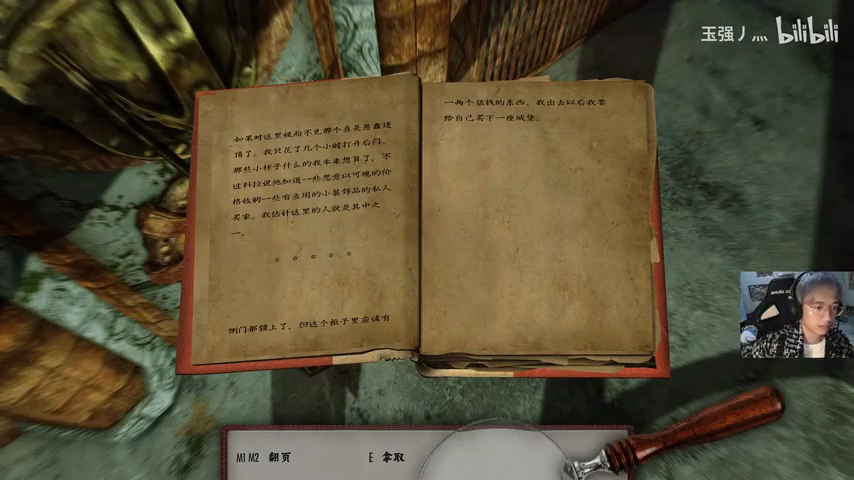 玉强丿灬 bilibili
如果对这里视而不见那个真是愚蠢透
顶了。我只花了几个小时打开后门。
那些小杯子什么的我本来想算了，不
过科拉说他知道一些愿意以可观的价
格收购一些有点用的小装饰品的私人
买家。我估计这里的人就是其中之
一。
。。。。。
侧门都锁上了，但这个柜子里应该有
一两个值钱的东西。我出去以后我要
给自己买下一座城堡。
M1 M2 翻页
E 拿取